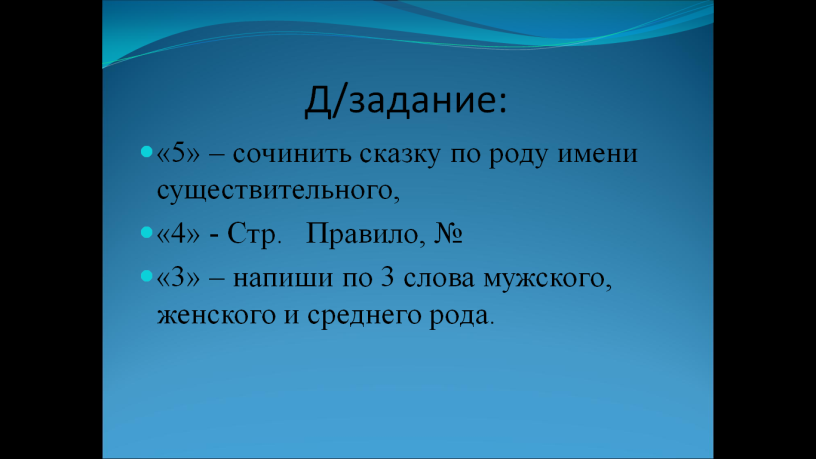 Д/задание:
«5» – сочинить сказку по роду имени
существительного,
«4» - Стр. Правило, №
«3» – напиши по 3 слова мужского,
женского и среднего рода.